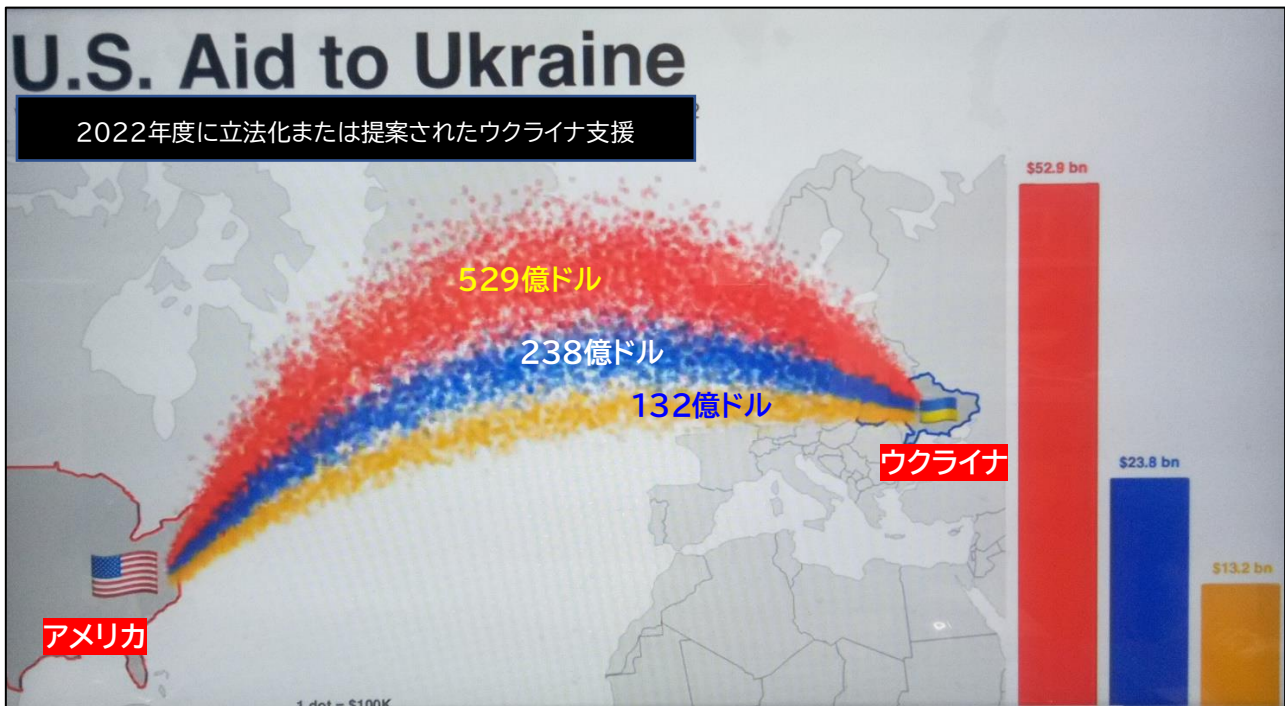 U.S. Aid to Ukraine
2022年度に立法化または提案されたウクライナ支援
$52.9 bn
529億ドル
238億ドル
132億ドル
ウクライナ
$23.8 bn
$13.2 bn
アメリカ
1 dot = $100K